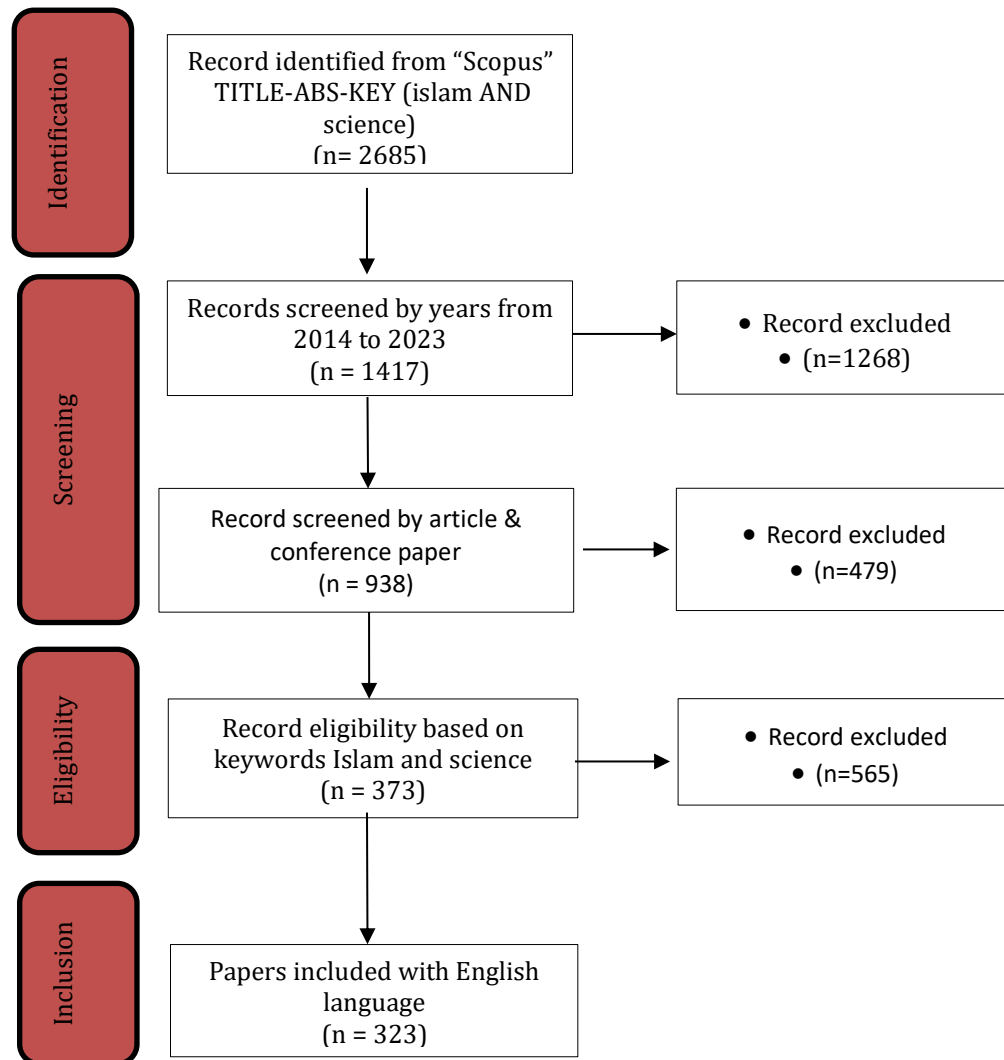 Identification
Record identified from “Scopus”
TITLE-ABS-KEY (islam AND
science)
(n= 2685)
Screening
Records screened by years from
2014 to 2023
(n = 1417)
• Record excluded
• (n=1268)
Record screened by article &
conference paper
(n = 938)
• Record excluded
• (n=479)
Eligibility
Record eligibility based on
keywords Islam and science
(n = 373)
• Record excluded
• (n=565)
Inclusion
Papers included with English
language
(n = 323)